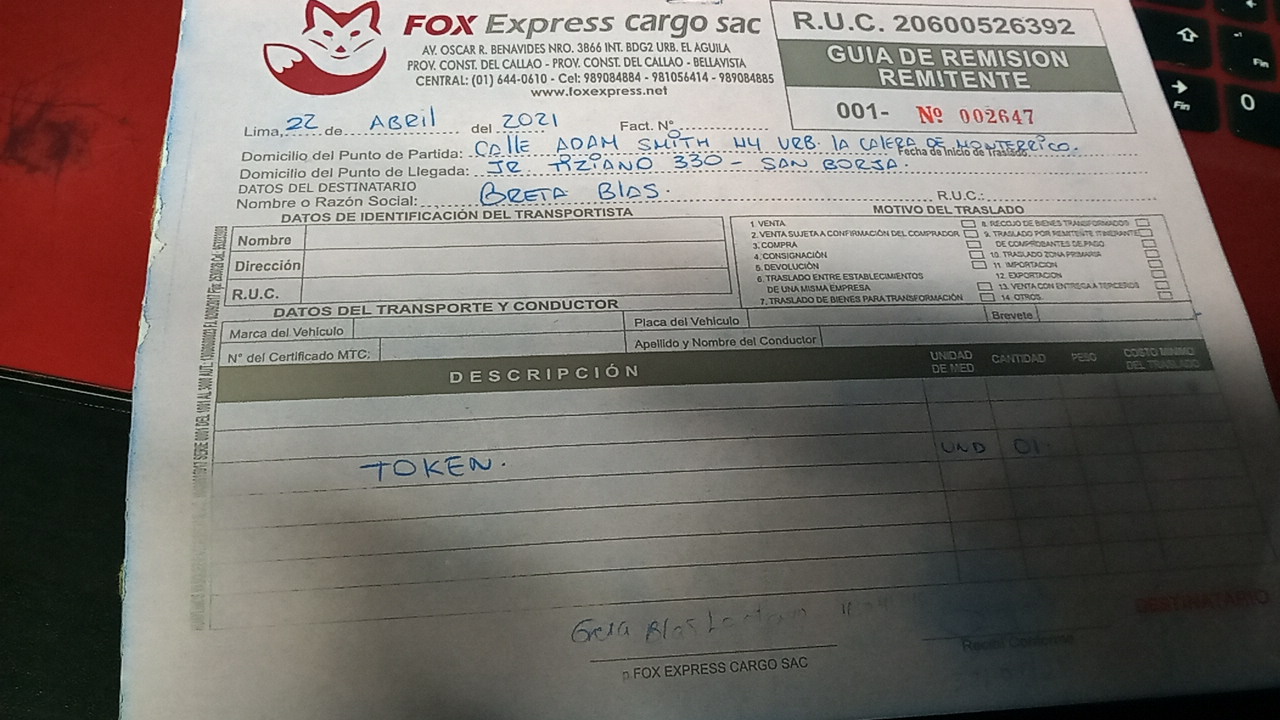 FOX Express cargo sac
AV. OSCAR R. BENAVIDES NRO. 3866 INT. BDG2 URB. EL AGUILA
PROV. CONST. DEL CALLAO - PROV. CONST. DEL CALLAO - BELLAVISTA
CENTRAL: (01) 644-0610 - Cel: 989084884 - 981056414 - 989084885
www.foxexpress.net
R.U.C. 20600526392
GUIA DE REMISION
REMITENTE
001- Nº 002647
Lima, 22 de ABRIL del 2021 Fact. N°
Domicilio del Punto de Partida: Calle ADAM SMITH 114 URB. LA CALERA DE MONTERRICO.
Fecha de Inicio de Traslado
Domicilio del Punto de Llegada: JR. TIZIANO 330 - SAN BORJA.
DATOS DEL DESTINATARIO
Nombre o Razón Social: GRETA BLAS. R.U.C.:
DATOS DE IDENTIFICACIÓN DEL TRANSPORTISTA
Nombre
Dirección
R.U.C.
MOTIVO DEL TRASLADO
1. VENTA
2. VENTA SUJETA A CONFIRMACIÓN DEL COMPRADOR
3. COMPRA
4. CONSIGNACIÓN
5. DEVOLUCIÓN
6. TRASLADO ENTRE ESTABLECIMIENTOS
DE UNA MISMA EMPRESA
7. TRASLADO DE BIENES PARA TRANSFORMACIÓN
8. RECOJO DE BIENES TRANSFORMADOS
9. TRASLADO POR REMITENTE ITINERANTE
DE COMPROBANTES DE PAGO
10. TRASLADO ZONA PRIMARIA
11. IMPORTACION
12. EXPORTACION
13. VENTA CON ENTREGA A TERCEROS
14. OTROS
DATOS DEL TRANSPORTE Y CONDUCTOR
Marca del Vehículo Placa del Vehículo Brevete
N° del Certificado MTC: Apellido y Nombre del Conductor
DESCRIPCIÓN UNIDAD DE MED CANTIDAD PESO COSTO MINIMO DEL TRASLADO
TOKEN. UND 01
DESTINATARIO
Greta Blas
p.FOX EXPRESS CARGO SAC
Recibí Conforme